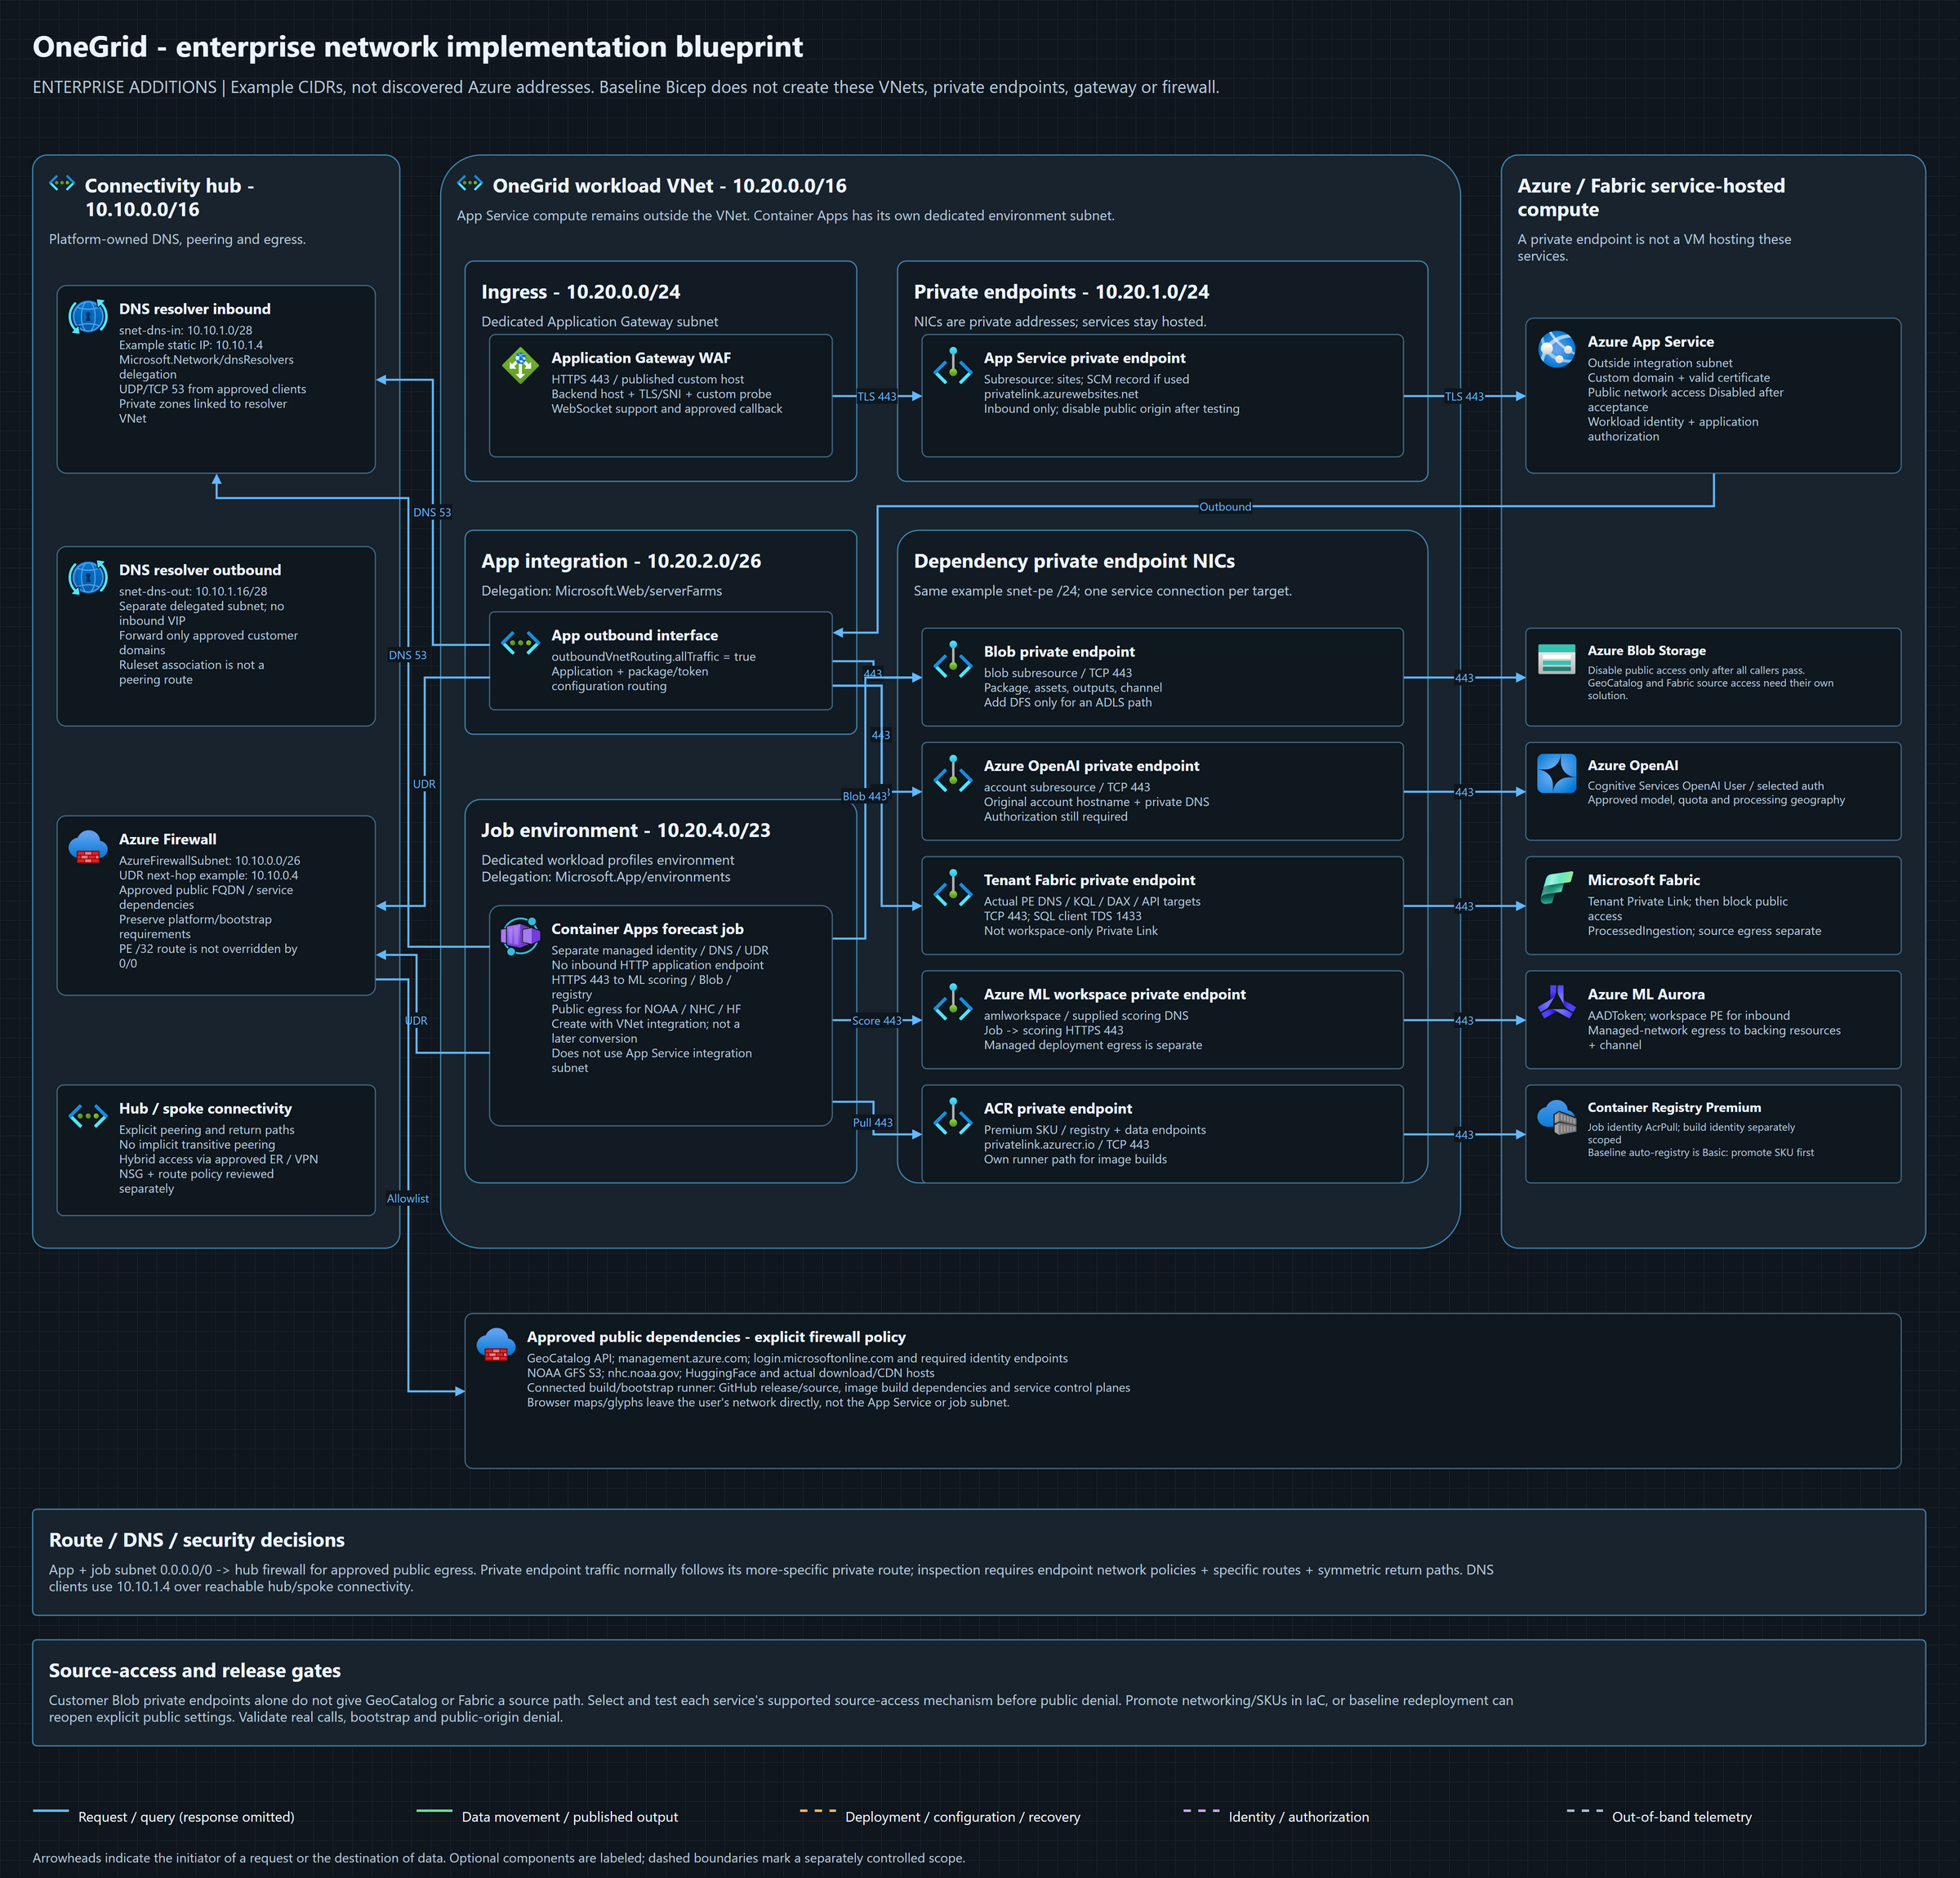 OneGrid - enterprise network implementation blueprint
ENTERPRISE ADDITIONS | Example CIDRs, not discovered Azure addresses. Baseline Bicep does not create these VNets, private endpoints, gateway or firewall.
Connectivity hub -
10.10.0.0/16
Platform-owned DNS, peering and egress.
DNS resolver inbound
snet-dns-in: 10.10.1.0/28
Example static IP: 10.10.1.4
Microsoft.Network/dnsResolvers
delegation
UDP/TCP 53 from approved clients
Private zones linked to resolver
VNet
DNS resolver outbound
snet-dns-out: 10.10.1.16/28
Separate delegated subnet; no
inbound VIP
Forward only approved customer
domains
Ruleset association is not a
peering route
Azure Firewall
AzureFirewallSubnet: 10.10.0.0/26
UDR next-hop example: 10.10.0.4
Approved public FQDN / service
dependencies
Preserve platform/bootstrap
requirements
PE /32 route is not overridden by
0/0
Hub / spoke connectivity
Explicit peering and return paths
No implicit transitive peering
Hybrid access via approved ER / VPN
NSG + route policy reviewed
separately
DNS 53
DNS 53
UDR
UDR
Allowlist
OneGrid workload VNet - 10.20.0.0/16
App Service compute remains outside the VNet. Container Apps has its own dedicated environment subnet.
Ingress - 10.20.0.0/24
Dedicated Application Gateway subnet
Application Gateway WAF
HTTPS 443 / published custom host
Backend host + TLS/SNI + custom probe
WebSocket support and approved callback
TLS 443
Private endpoints - 10.20.1.0/24
NICs are private addresses; services stay hosted.
App Service private endpoint
Subresource: sites; SCM record if used
privatelink.azurewebsites.net
Inbound only; disable public origin after testing
TLS 443
Outbound
App integration - 10.20.2.0/26
Delegation: Microsoft.Web/serverFarms
App outbound interface
outboundVnetRouting.allTraffic = true
Application + package/token
configuration routing
443
443
Blob 443
Job environment - 10.20.4.0/23
Dedicated workload profiles environment
Delegation: Microsoft.App/environments
Container Apps forecast job
Separate managed identity / DNS / UDR
No inbound HTTP application endpoint
HTTPS 443 to ML scoring / Blob /
registry
Public egress for NOAA / NHC / HF
Create with VNet integration; not a
later conversion
Does not use App Service integration
subnet
Score 443
Pull 443
Dependency private endpoint NICs
Same example snet-pe /24; one service connection per target.
Blob private endpoint
blob subresource / TCP 443
Package, assets, outputs, channel
Add DFS only for an ADLS path
443
Azure OpenAI private endpoint
account subresource / TCP 443
Original account hostname + private DNS
Authorization still required
443
Tenant Fabric private endpoint
Actual PE DNS / KQL / DAX / API targets
TCP 443; SQL client TDS 1433
Not workspace-only Private Link
443
Azure ML workspace private endpoint
amlworkspace / supplied scoring DNS
Job -> scoring HTTPS 443
Managed deployment egress is separate
443
ACR private endpoint
Premium SKU / registry + data endpoints
privatelink.azurecr.io / TCP 443
Own runner path for image builds
443
Azure / Fabric service-hosted
compute
A private endpoint is not a VM hosting these
services.
Azure App Service
Outside integration subnet
Custom domain + valid certificate
Public network access Disabled after
acceptance
Workload identity + application
authorization
Azure Blob Storage
Disable public access only after all callers pass.
GeoCatalog and Fabric source access need their own
solution.
Azure OpenAI
Cognitive Services OpenAI User / selected auth
Approved model, quota and processing geography
Microsoft Fabric
Tenant Private Link; then block public
access
ProcessedIngestion; source egress separate
Azure ML Aurora
AADToken; workspace PE for inbound
Managed-network egress to backing resources
+ channel
Container Registry Premium
Job identity AcrPull; build identity separately
scoped
Baseline auto-registry is Basic: promote SKU first
Approved public dependencies - explicit firewall policy
GeoCatalog API; management.azure.com; login.microsoftonline.com and required identity endpoints
NOAA GFS S3; nhc.noaa.gov; HuggingFace and actual download/CDN hosts
Connected build/bootstrap runner: GitHub release/source, image build dependencies and service control planes
Browser maps/glyphs leave the user's network directly, not the App Service or job subnet.
Route / DNS / security decisions
App + job subnet 0.0.0.0/0 -> hub firewall for approved public egress. Private endpoint traffic normally follows its more-specific private route; inspection requires endpoint network policies + specific routes + symmetric return paths. DNS
clients use 10.10.1.4 over reachable hub/spoke connectivity.
Source-access and release gates
Customer Blob private endpoints alone do not give GeoCatalog or Fabric a source path. Select and test each service's supported source-access mechanism before public denial. Promote networking/SKUs in IaC, or baseline redeployment can
reopen explicit public settings. Validate real calls, bootstrap and public-origin denial.
Request / query (response omitted)
Data movement / published output
Deployment / configuration / recovery
Identity / authorization
Out-of-band telemetry
Arrowheads indicate the initiator of a request or the destination of data. Optional components are labeled; dashed boundaries mark a separately controlled scope.